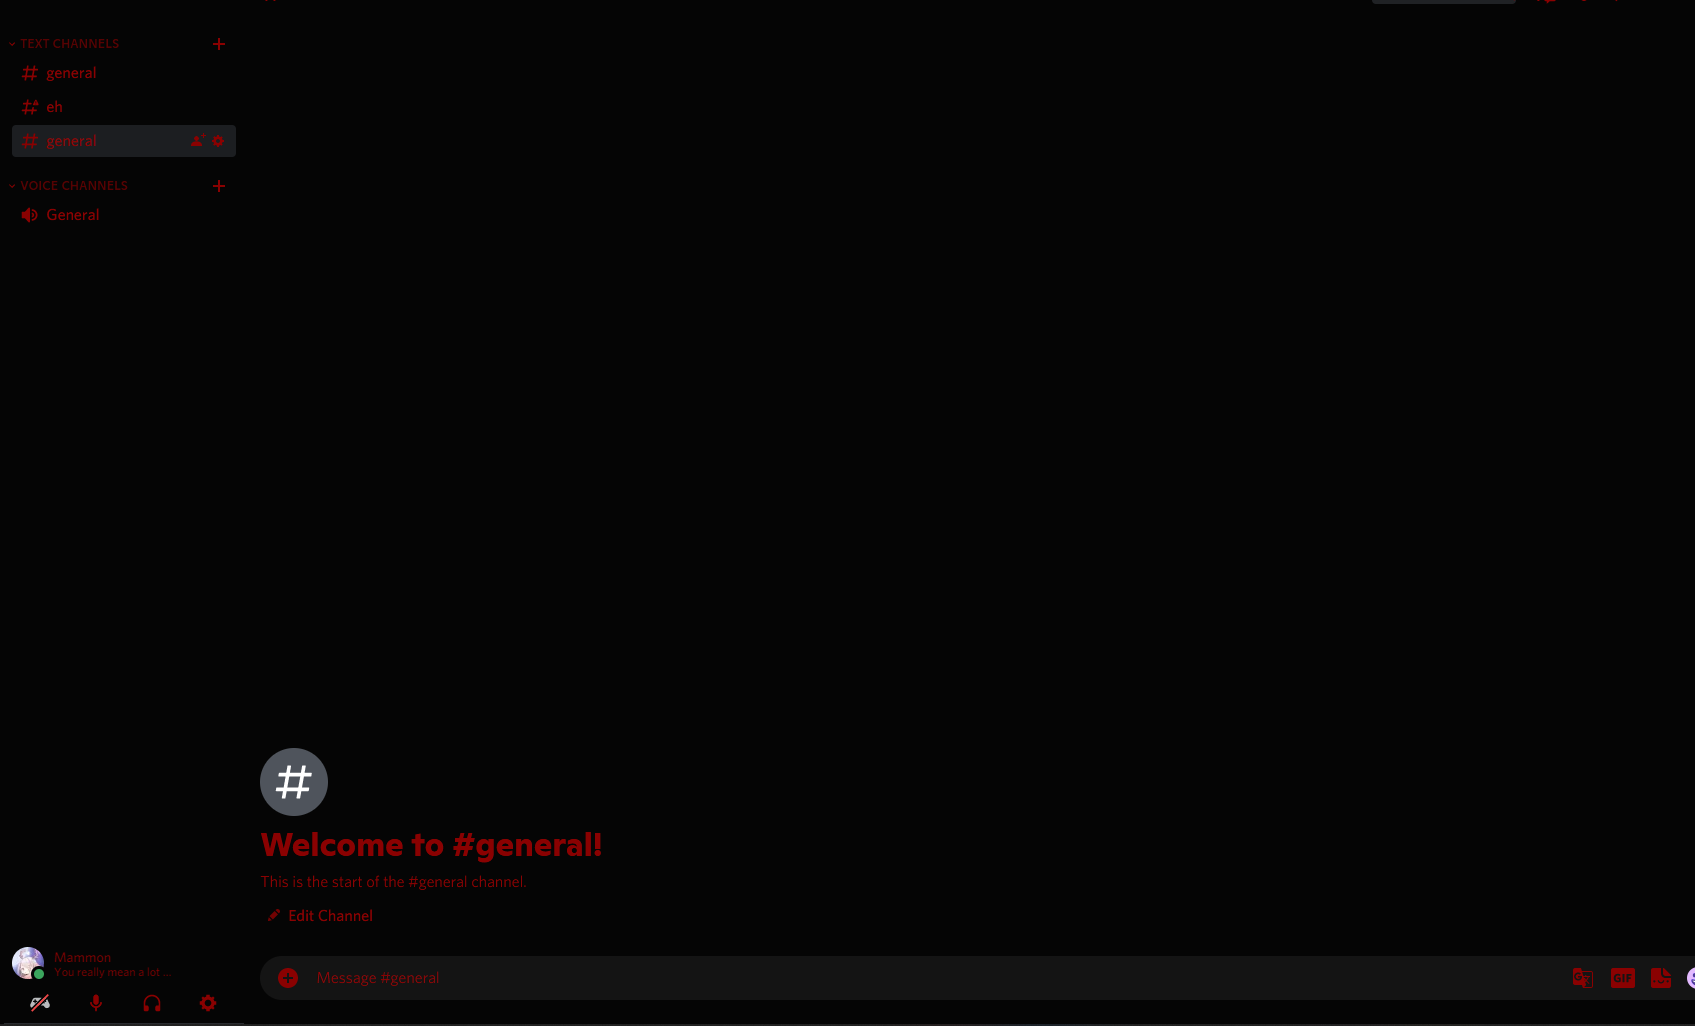 TEXT CHANNELS
general
eh
general
VOICE CHANNELS
General
Welcome to #general!
This is the start of the #general channel.
Edit Channel
Mammon
You really mean a lot ...
Message #general
GIF